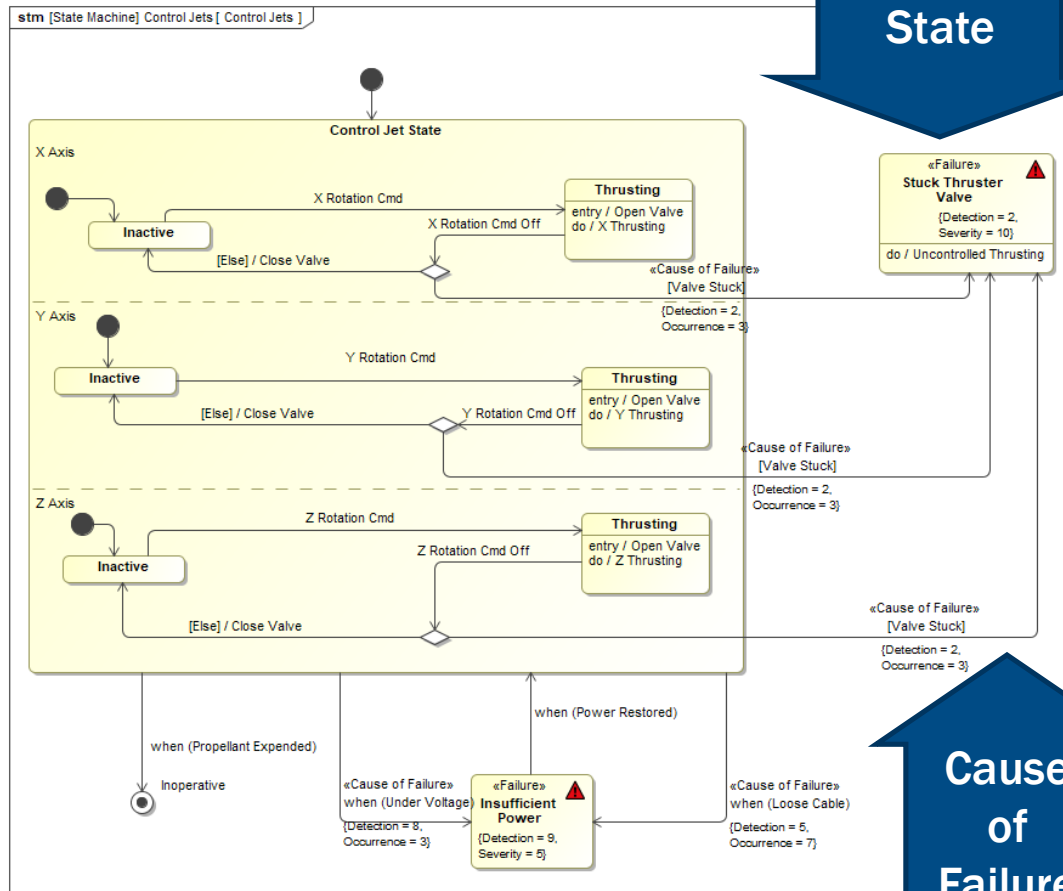 stm [State Machine] Control Jets [ Control Jets ]
State
Control Jet State
X Axis
Inactive
X Rotation Cmd
Thrusting
entry / Open Valve
do / X Thrusting
X Rotation Cmd Off
[Else] / Close Valve
«Cause of Failure»
[Valve Stuck]
{Detection = 2,
Occurrence = 3}
«Failure»
Stuck Thruster
Valve
{Detection = 2,
Severity = 10}
do / Uncontrolled Thrusting
Y Axis
Inactive
Y Rotation Cmd
Thrusting
entry / Open Valve
do / Y Thrusting
Y Rotation Cmd Off
[Else] / Close Valve
«Cause of Failure»
[Valve Stuck]
{Detection = 2,
Occurrence = 3}
Z Axis
Inactive
Z Rotation Cmd
Thrusting
entry / Open Valve
do / Z Thrusting
Z Rotation Cmd Off
[Else] / Close Valve
«Cause of Failure»
[Valve Stuck]
{Detection = 2,
Occurrence = 3}
when (Propellant Expended)
Inoperative
«Cause of Failure»
when (Under Voltage)
{Detection = 8,
Occurrence = 3}
when (Power Restored)
«Failure»
Insufficient
Power
{Detection = 9,
Severity = 5}
«Cause of Failure»
when (Loose Cable)
{Detection = 5,
Occurrence = 7}
Cause
of
Failure